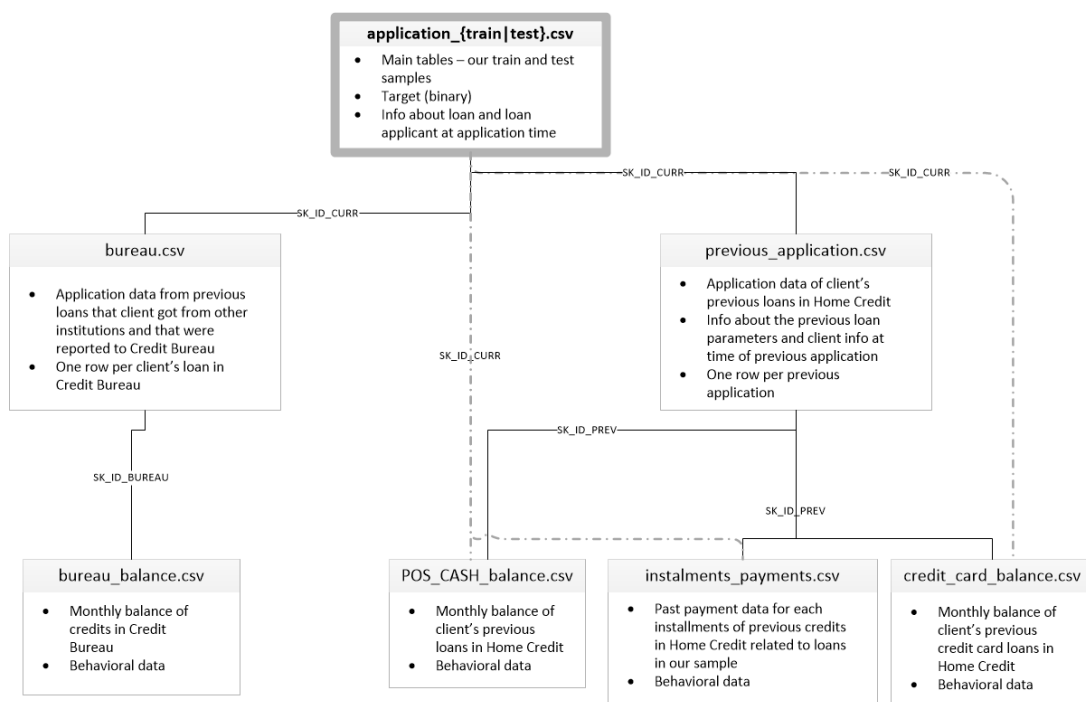 application_{train|test}.csv
• Main tables – our train and test
samples
• Target (binary)
• Info about loan and loan
applicant at application time
SK_ID_CURR
SK_ID_CURR
SK_ID_CURR
bureau.csv
• Application data from previous
loans that client got from other
institutions and that were
reported to Credit Bureau
• One row per client's loan in
Credit Bureau
previous_application.csv
• Application data of client's
previous loans in Home Credit
• Info about the previous loan
parameters and client info at
time of previous application
• One row per previous
application
SK_ID_CURR
SK_ID_PREV
SK_ID_BUREAU
SK_ID_PREV
bureau_balance.csv
• Monthly balance of
credits in Credit
Bureau
• Behavioral data
POS_CASH_balance.csv
• Monthly balance of
client's previous
loans in Home Credit
• Behavioral data
instalments_payments.csv
• Past payment data for each
installments of previous credits
in Home Credit related to loans
in our sample
• Behavioral data
credit_card_balance.csv
• Monthly balance of
client's previous
credit card loans in
Home Credit
• Behavioral data